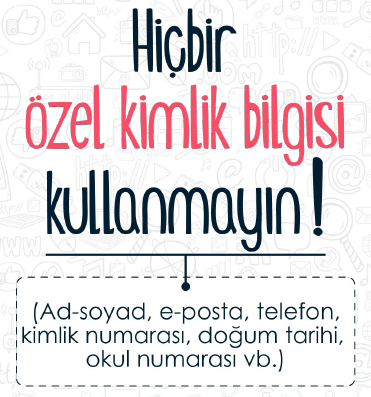 Hiçbir
özel kimlik bilgisi
kullanmayın!
(Ad-soyad, e-posta, telefon,
kimlik numarası, doğum tarihi,
okul numarası vb.)